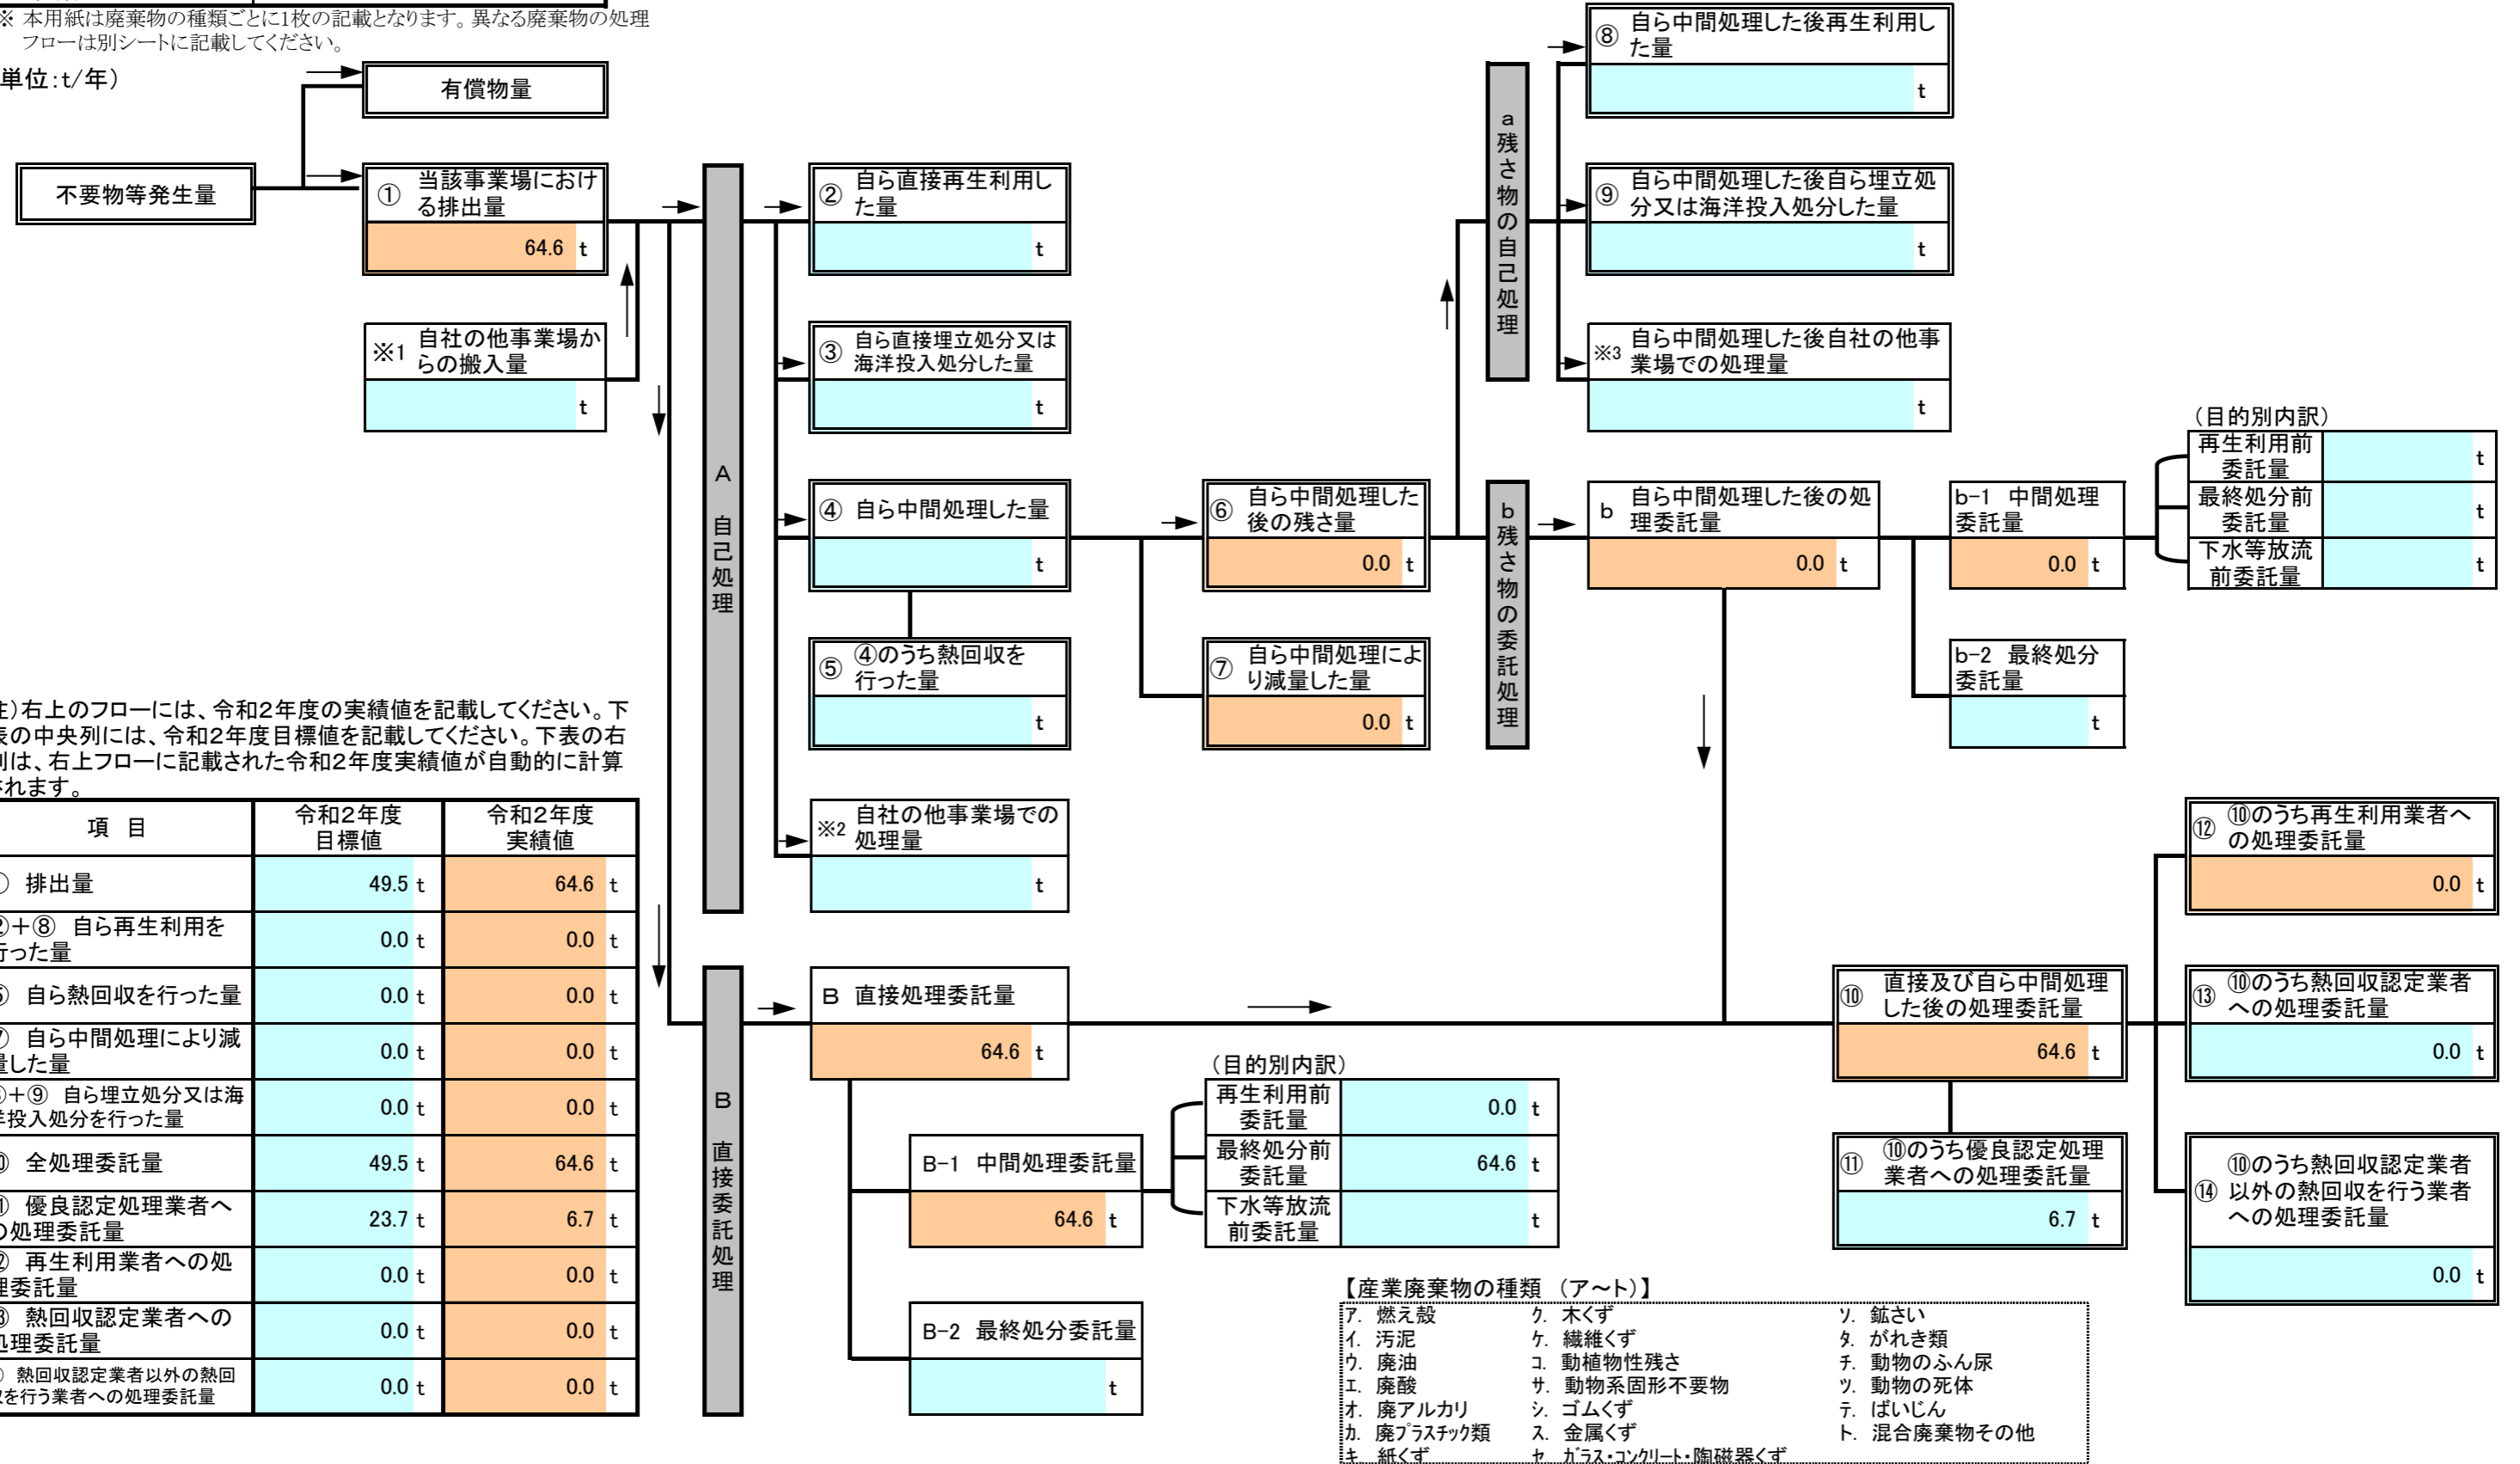 ※ 本用紙は廃棄物の種類ごとに1枚の記載となります。異なる廃棄物の処理
フローは別シートに記載してください。
単位:t/年)
有償物量
不要物等発生量
① 当該事業場におけ
る排出量
64.6 t
※1 自社の他事業場か
らの搬入量
t
A 自己処理
② 自ら直接再生利用し
た量
t
③ 自ら直接埋立処分又は
海洋投入処分した量
t
④ 自ら中間処理した量
t
⑤ ④のうち熱回収を
行った量
t
※2 自社の他事業場での
処理量
t
⑥ 自ら中間処理した
後の残さ量
0.0 t
⑦ 自ら中間処理によ
り減量した量
0.0 t
a 残さ物の自己処理
⑧ 自ら中間処理した後再生利用し
た量
t
⑨ 自ら中間処理した後自ら埋立処
分又は海洋投入処分した量
t
※3 自ら中間処理した後自社の他事
業場での処理量
t
b 残さ物の委託処理
b 自ら中間処理した後の処
理委託量
0.0 t
b-1 中間処理
委託量
0.0 t
b-2 最終処分
委託量
t
(目的別内訳)
再生利用前
委託量 t
最終処分前
委託量 t
下水等放流
前委託量 t
注)右上のフローには、令和2年度の実績値を記載してください。下
表の中央列には、令和2年度目標値を記載してください。下表の右
列は、右上フローに記載された令和2年度実績値が自動的に計算
されます。
項 目 令和2年度
目標値 令和2年度
実績値
① 排出量 49.5 t 64.6 t
②+⑧ 自ら再生利用を
行った量 0.0 t 0.0 t
⑤ 自ら熱回収を行った量 0.0 t 0.0 t
⑦ 自ら中間処理により減
量した量 0.0 t 0.0 t
③+⑨ 自ら埋立処分又は海
洋投入処分を行った量 0.0 t 0.0 t
⑩ 全処理委託量 49.5 t 64.6 t
⑪ 優良認定処理業者へ
の処理委託量 23.7 t 6.7 t
⑫ 再生利用業者への処
理委託量 0.0 t 0.0 t
⑬ 熱回収認定業者への
処理委託量 0.0 t 0.0 t
⑭ 熱回収認定業者以外の熱回
収を行う業者への処理委託量 0.0 t 0.0 t
B 直接委託処理
B 直接処理委託量
64.6 t
B-1 中間処理委託量
64.6 t
B-2 最終処分委託量
t
(目的別内訳)
再生利用前
委託量 0.0 t
最終処分前
委託量 64.6 t
下水等放流
前委託量 t
⑩ 直接及び自ら中間処理
した後の処理委託量
64.6 t
⑪ ⑩のうち優良認定処理
業者への処理委託量
6.7 t
⑫ ⑩のうち再生利用業者へ
の処理委託量
0.0 t
⑬ ⑩のうち熱回収認定業者
への処理委託量
0.0 t
⑭ ⑩のうち熱回収認定業者
以外の熱回収を行う業者
への処理委託量
0.0 t
【産業廃棄物の種類 (ア~ト)】
ア. 燃え殻 ク. 木くず ソ. 鉱さい
イ. 汚泥 ケ. 繊維くず タ. がれき類
ウ. 廃油 コ. 動植物性残さ チ. 動物のふん尿
エ. 廃酸 サ. 動物系固形不要物 ツ. 動物の死体
オ. 廃アルカリ シ. ゴムくず テ. ばいじん
カ. 廃プラスチック類 ス. 金属くず ト. 混合廃棄物その他
キ 紙くず セ ガラス・コンクリート・陶磁器くず